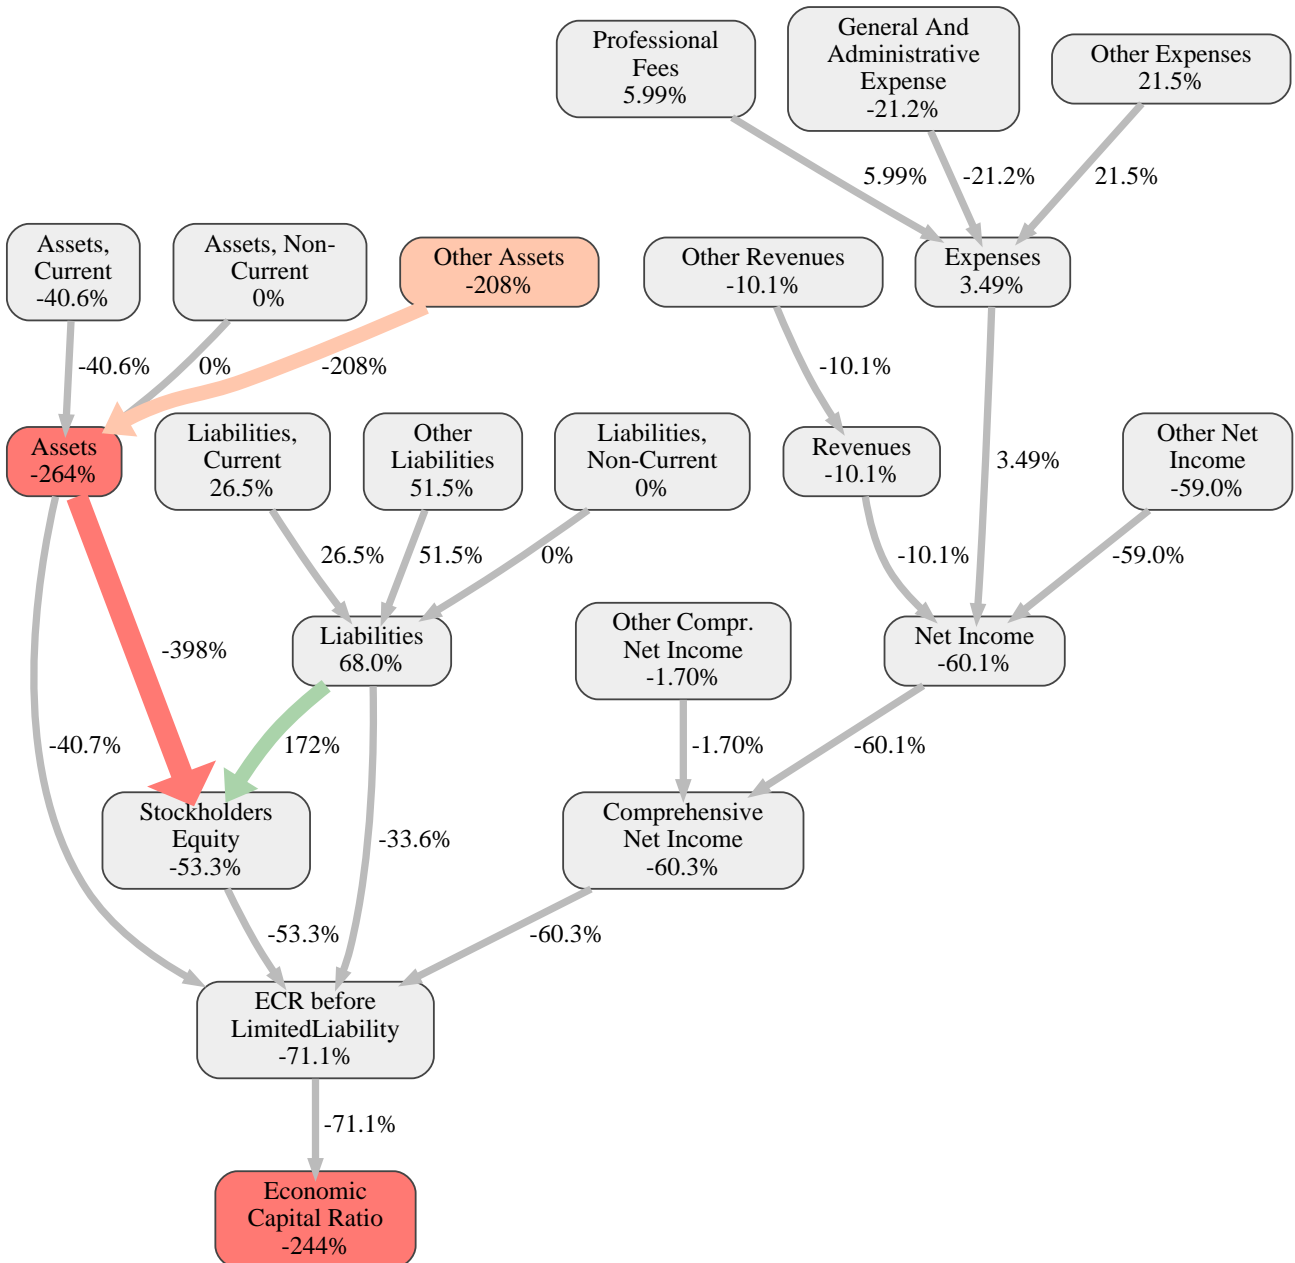 Professional
Fees
5.99%
General And
Administrative
Expense
-21.2%
Other Expenses
21.5%
5.99%
-21.2%
21.5%
Assets,
Current
-40.6%
Assets, Non-
Current
0%
Other Assets
-208%
Other Revenues
-10.1%
Expenses
3.49%
-40.6%
0%
-208%
-10.1%
Assets
-264%
Liabilities,
Current
26.5%
Other
Liabilities
51.5%
Liabilities,
Non-Current
0%
Revenues
-10.1%
3.49%
Other Net
Income
-59.0%
26.5%
51.5%
0%
-10.1%
-59.0%
-398%
Liabilities
68.0%
Other Compr.
Net Income
-1.70%
Net Income
-60.1%
-40.7%
172%
-1.70%
-60.1%
Stockholders
Equity
-53.3%
-33.6%
Comprehensive
Net Income
-60.3%
-53.3%
-60.3%
ECR before
LimitedLiability
-71.1%
-71.1%
Economic
Capital Ratio
-244%